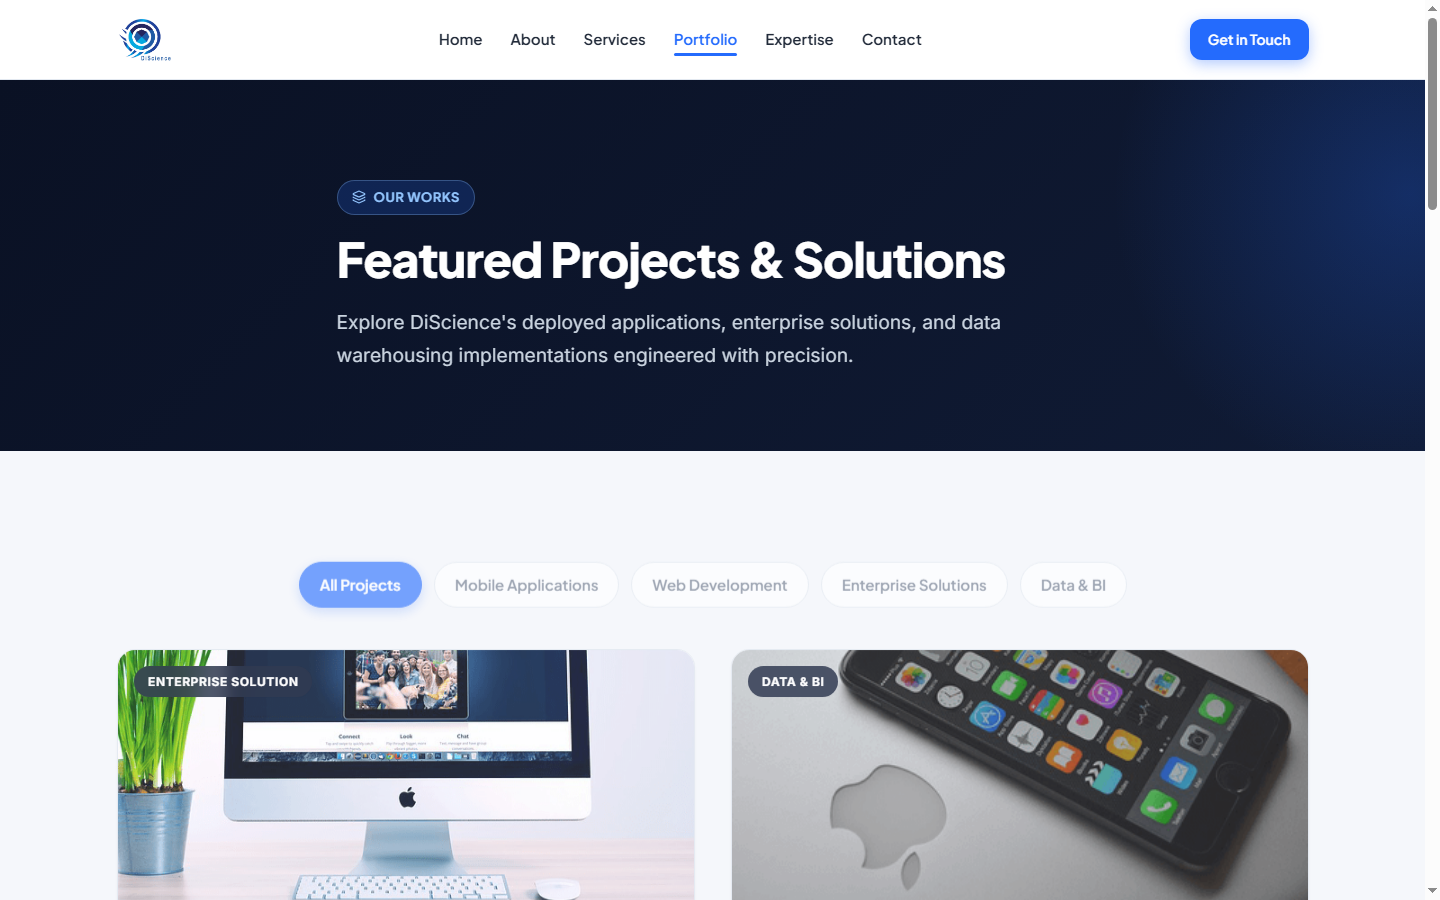 DiScience
Home
About
Services
Portfolio
Expertise
Contact
Get in Touch
OUR WORKS
Featured Projects & Solutions
Explore DiScience's deployed applications, enterprise solutions, and data
warehousing implementations engineered with precision.
All Projects
Mobile Applications
Web Development
Enterprise Solutions
Data & BI
ENTERPRISE SOLUTION
Connect
Look
Chat
DATA & BI